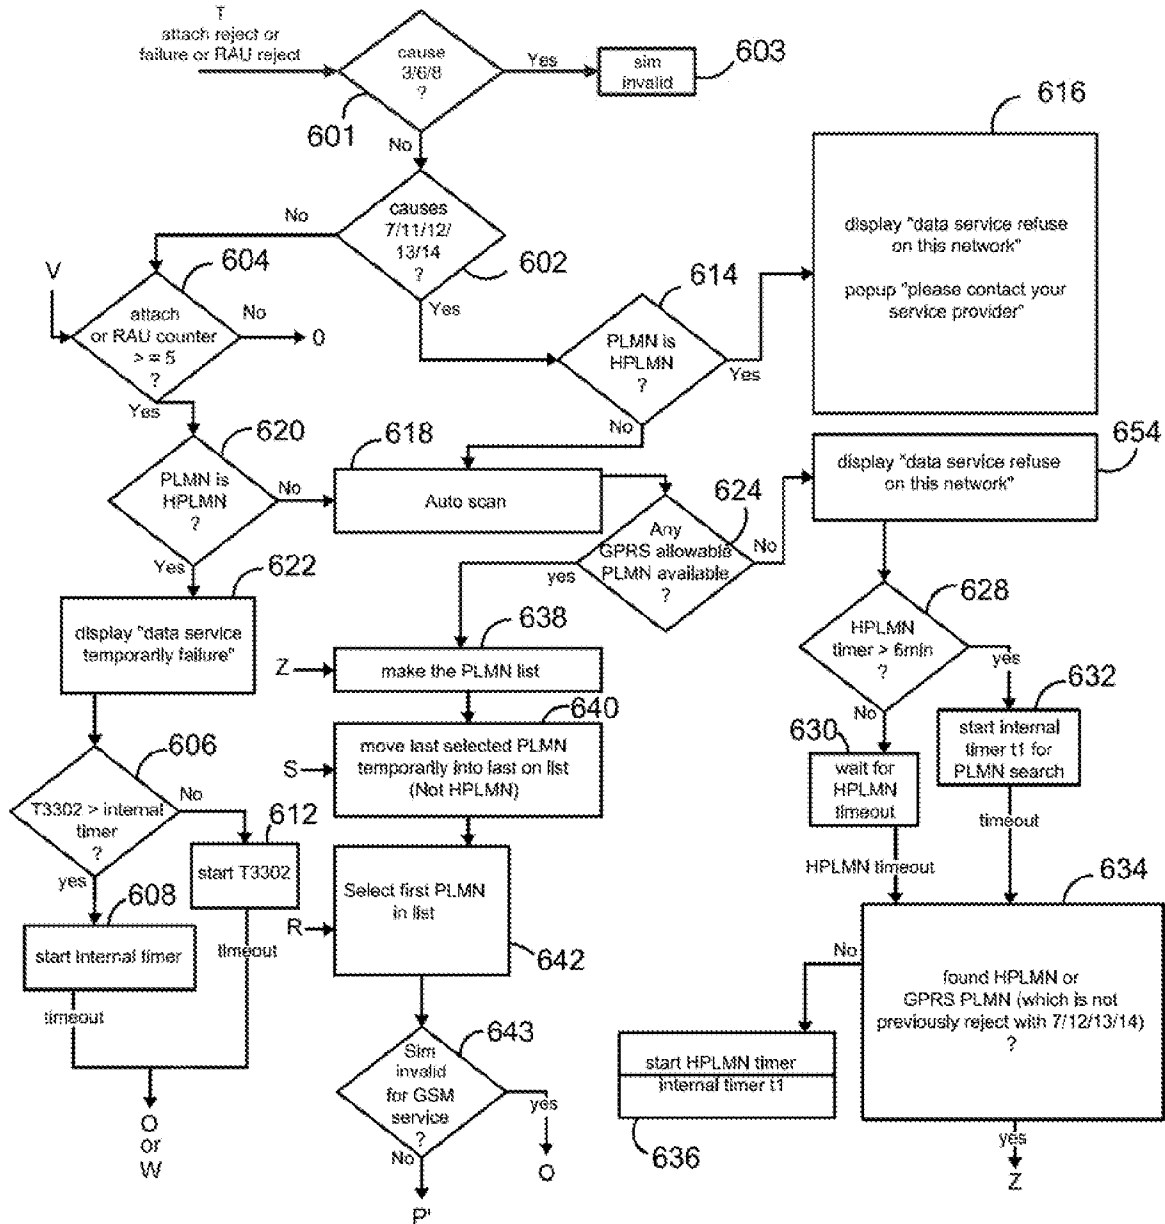 T
attach reject or
failure or RAU reject
cause
3/6/8
?
Yes
sim
invalid
603
601
No
616
causes
7/11/12/
13/14
?
No
602
Yes
display "data service refuse
on this network"
popup "please contact your
service provider"
V
604
attach
or RAU counter
> = 5
?
No
0
Yes
614
PLMN is
HPLMN
?
Yes
No
620
PLMN is
HPLMN
?
No
Yes
618
Auto scan
624
Any
GPRS allowable
PLMN available
?
No
yes
654
display "data service refuse
on this network"
622
display "data service
temporarily failure"
638
Z
make the PLMN list
628
HPLMN
timer > 6min
?
yes
No
640
S
move last selected PLMN
temporarily into last on list
(Not HPLMN)
630
wait for
HPLMN
timeout
632
start internal
timer t1 for
PLMN search
HPLMN timeout
timeout
606
T3302 > internal
timer
?
No
yes
612
start T3302
timeout
608
start Internal timer
timeout
O
or
W
R
Select first PLMN
in list
642
643
Sim
invalid
for GSM
service
?
yes
O
No
P'
634
found HPLMN or
GPRS PLMN (which is not
previously reject with 7/12/13/14)
?
No
start HPLMN timer
internal timer t1
636
yes
Z